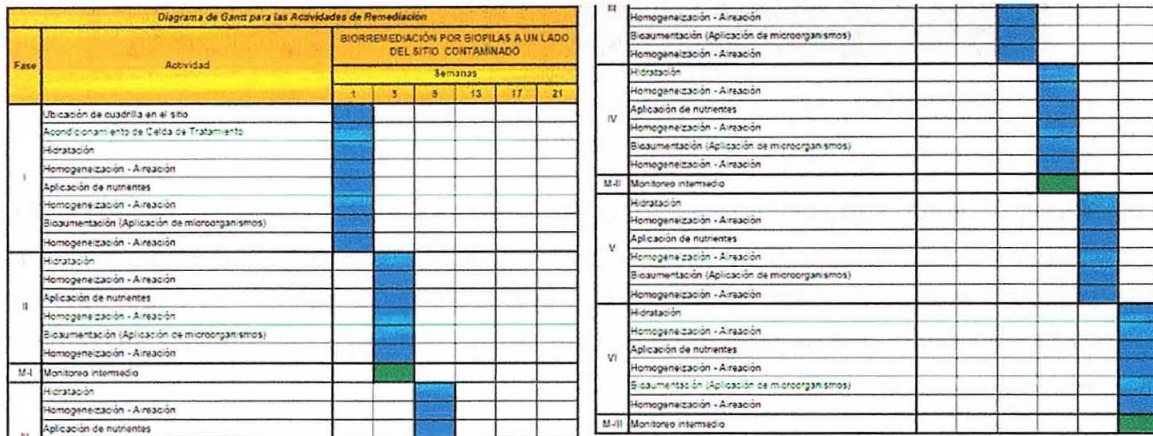 Diagrama de Gantt para las Actividades de Remediación
Fase
Actividad
BIORREMEDIACIÓN POR BIOPILAS A UN LADO
DEL SITIO CONTAMINADO
Semanas
1 5 9 13 17 21
I
Ubicación de cuadrilla en el sitio
Acondicionamiento de Celda de Tratamiento
Hidratación
Homogeneización - Aireación
Aplicación de nutrientes
Homogeneización - Aireación
Bioaumentación (Aplicación de microorganismos)
Homogeneización - Aireación
II
Hidratación
Homogeneización - Aireación
Aplicación de nutrientes
Homogeneización - Aireación
Bioaumentación (Aplicación de microorganismos)
Homogeneización - Aireación
M-I Monitoreo intermedio
III
Hidratación
Homogeneización - Aireación
Aplicación de nutrientes
III
Homogeneización - Aireación
Bioaumentación (Aplicación de microorganismos)
Homogeneización - Aireación
IV
Hidratación
Homogeneización - Aireación
Aplicación de nutrientes
Homogeneización - Aireación
Bioaumentación (Aplicación de microorganismos)
Homogeneización - Aireación
M-II Monitoreo intermedio
V
Hidratación
Homogeneización - Aireación
Aplicación de nutrientes
Homogeneización - Aireación
Bioaumentación (Aplicación de microorganismos)
Homogeneización - Aireación
VI
Hidratación
Homogeneización - Aireación
Aplicación de nutrientes
Homogeneización - Aireación
Bioaumentación (Aplicación de microorganismos)
Homogeneización - Aireación
M-III Monitoreo intermedio